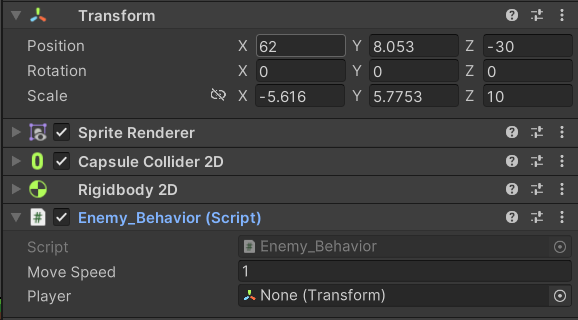 Transform
Position X 62 Y 8.053 Z -30
Rotation X 0 Y 0 Z 0
Scale X -5.616 Y 5.7753 Z 10
Sprite Renderer
Capsule Collider 2D
Rigidbody 2D
# Enemy_Behavior (Script)
Script # Enemy_Behavior
Move Speed 1
Player None (Transform)